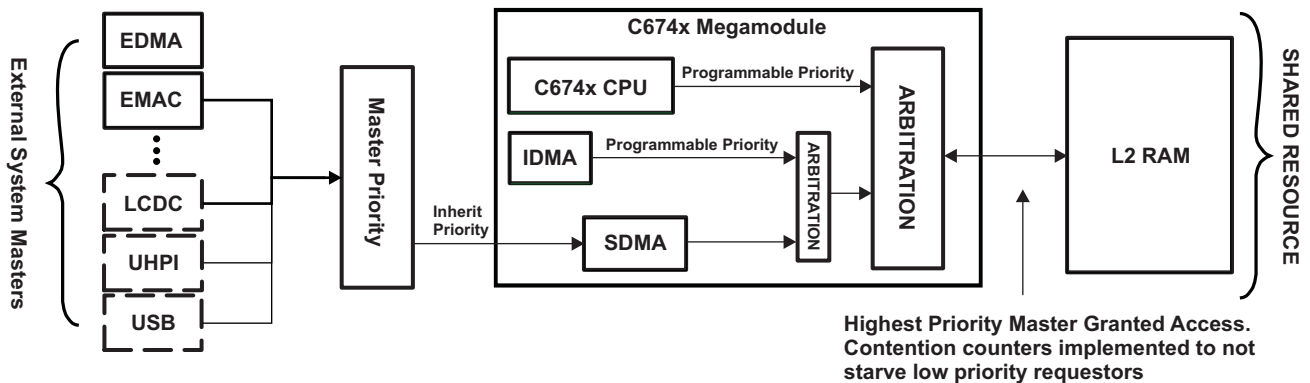 External System Masters
EDMA
EMAC
LCDC
UHPI
USB
Master Priority
Inherit
Priority
C674x Megamodule
C674x CPU
Programmable Priority
IDMA
Programmable Priority
SDMA
ARBITRATION
ARBITRATION
L2 RAM
SHARED RESOURCE
Highest Priority Master Granted Access.
Contention counters implemented to not
starve low priority requestors